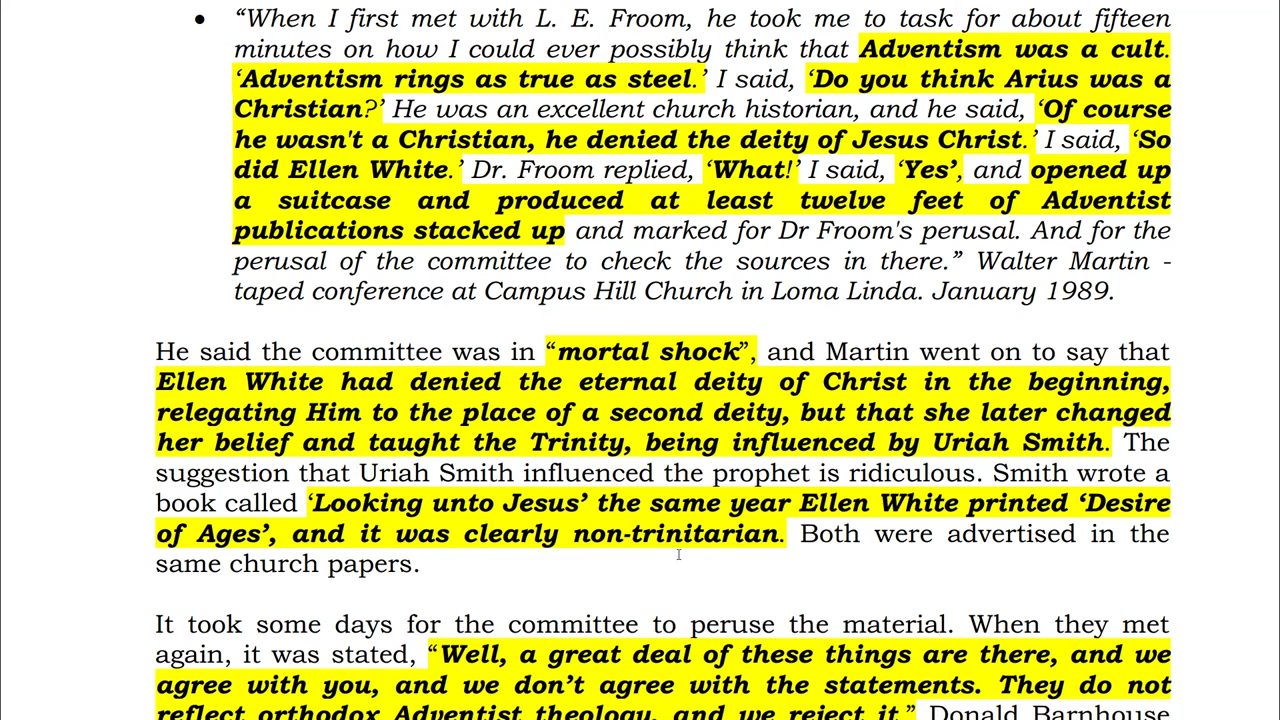 • “When I first met with L. E. Froom, he took me to task for about fifteen
minutes on how I could ever possibly think that Adventism was a cult.
‘Adventism rings as true as steel.’ I said, ‘Do you think Arius was a
Christian?’ He was an excellent church historian, and he said, ‘Of course
he wasn't a Christian, he denied the deity of Jesus Christ.’ I said, ‘So
did Ellen White.’ Dr. Froom replied, ‘What!’ I said, ‘Yes’, and opened up
a suitcase and produced at least twelve feet of Adventist
publications stacked up and marked for Dr Froom's perusal. And for the
perusal of the committee to check the sources in there.” Walter Martin -
taped conference at Campus Hill Church in Loma Linda. January 1989.
He said the committee was in “mortal shock”, and Martin went on to say that
Ellen White had denied the eternal deity of Christ in the beginning,
relegating Him to the place of a second deity, but that she later changed
her belief and taught the Trinity, being influenced by Uriah Smith. The
suggestion that Uriah Smith influenced the prophet is ridiculous. Smith wrote a
book called ‘Looking unto Jesus’ the same year Ellen White printed ‘Desire
of Ages’, and it was clearly non-trinitarian. Both were advertised in the
same church papers.
It took some days for the committee to peruse the material. When they met
again, it was stated, “Well, a great deal of these things are there, and we
agree with you, and we don’t agree with the statements. They do not
reflect orthodox Adventist theology, and we reject it.” Donald Barnhouse